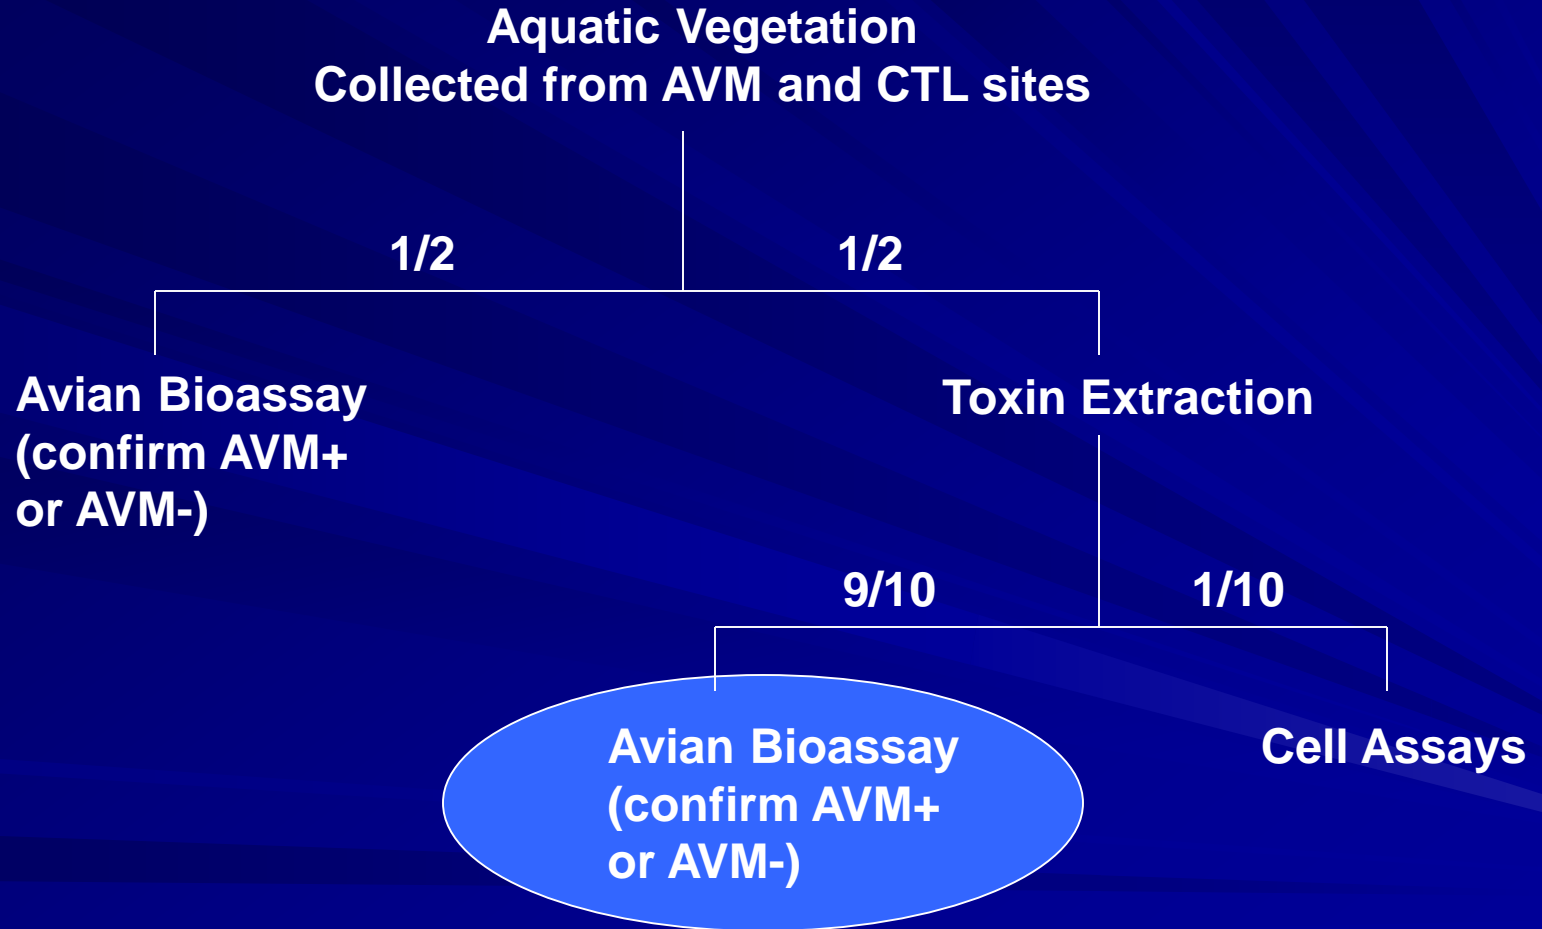 Aquatic Vegetation
Collected from AVM and CTL sites
1/2
1/2
Avian Bioassay
(confirm AVM+
or AVM-)
Toxin Extraction
9/10
1/10
Avian Bioassay
(confirm AVM+
or AVM-)
Cell Assays